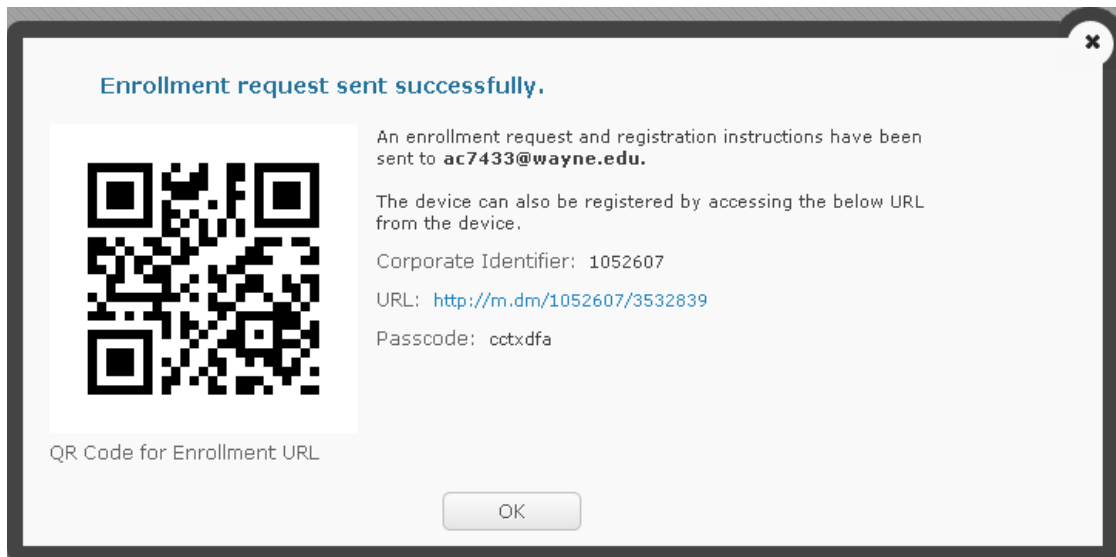 Enrollment request sent successfully.
An enrollment request and registration instructions have been
sent to ac7433@wayne.edu.
The device can also be registered by accessing the below URL
from the device.
Corporate Identifier: 1052607
URL: http://m.dm/1052607/3532839
Passcode: cctxdfa
QR Code for Enrollment URL
OK